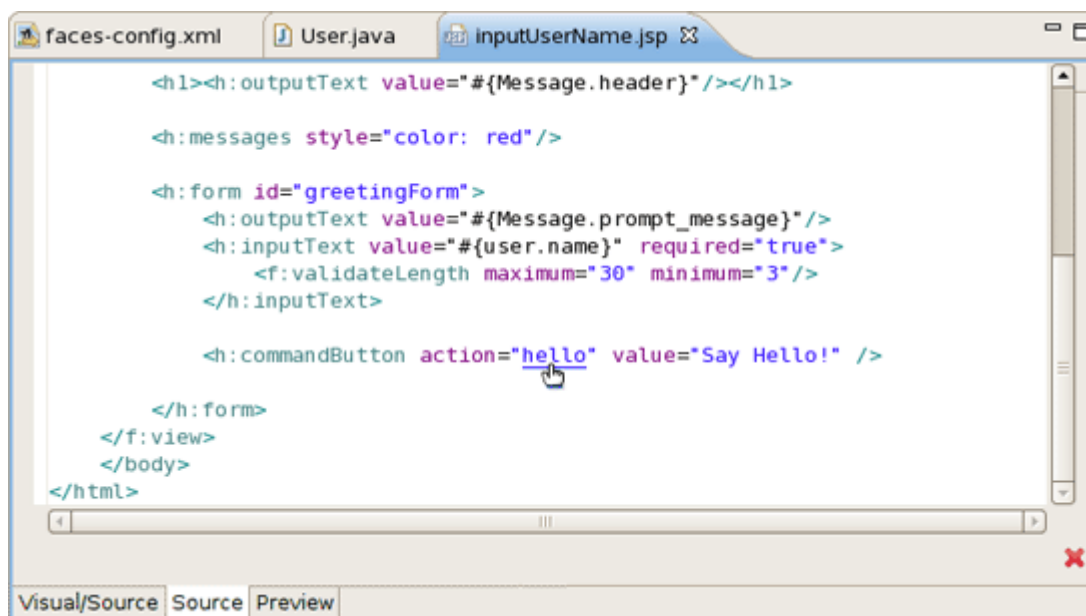 faces-config.xml User.java inputUserName.jsp
<h1><h:outputText value="#{Message.header}"/></h1>
<h:messages style="color: red"/>
<h:form id="greetingForm">
<h:outputText value="#{Message.prompt_message}"/>
<h:inputText value="#{user.name}" required="true">
<f:validateLength maximum="30" minimum="3"/>
</h:inputText>
<h:commandButton action="hello" value="Say Hello!" />
</h:form>
</f:view>
</body>
</html>
Visual/Source Source Preview